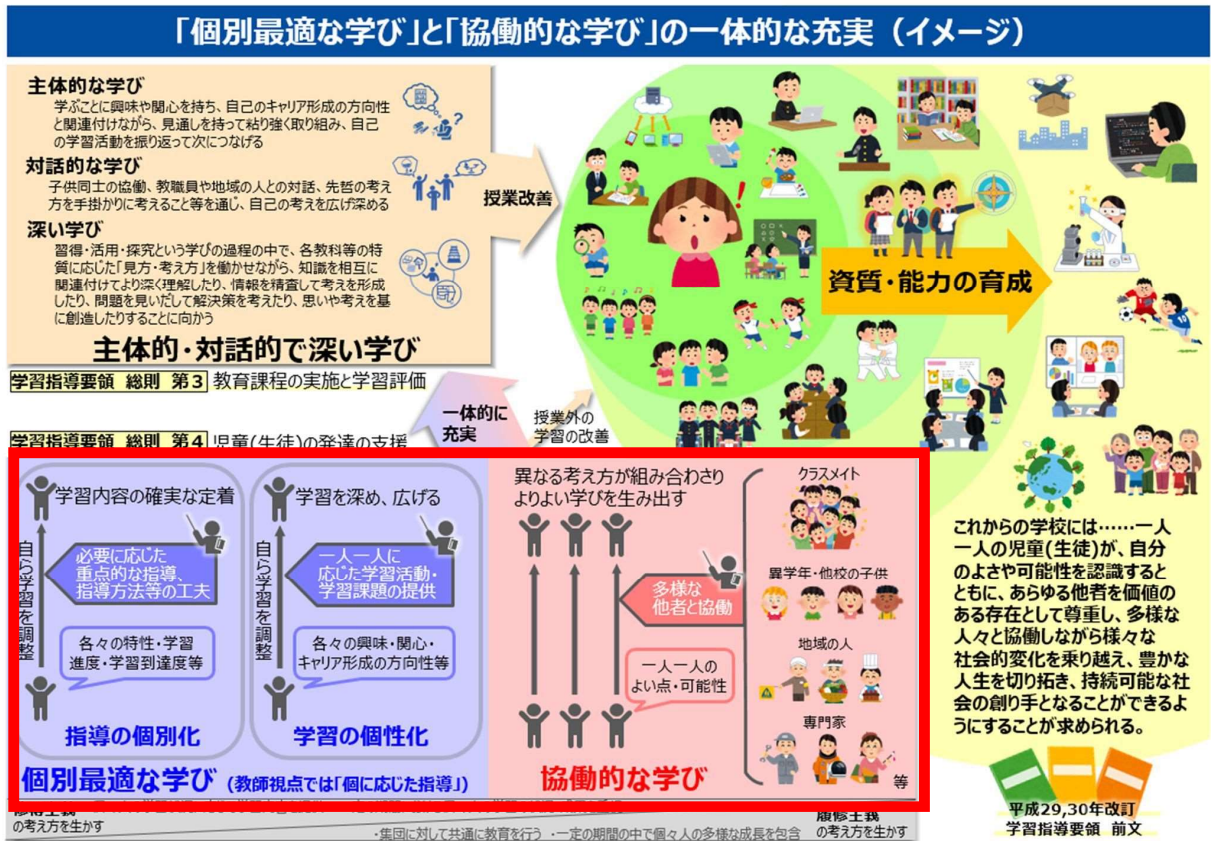 「個別最適な学び」と「協働的な学び」の一体的な充実（イメージ）
主体的な学び
学ぶことに興味や関心を持ち、自己のキャリア形成の方向性
と関連付けながら、見通しを持って粘り強く取り組み、自己
の学習活動を振り返って次につなげる
対話的な学び
子供同士の協働、教職員や地域の人との対話、先哲の考え
方を手掛かりに考えること等を通じ、自己の考えを広げ深める
深い学び
習得・活用・探究という学びの過程の中で、各教科等の特
質に応じた「見方・考え方」を働かせながら、知識を相互に
関連付けてより深く理解したり、情報を精査して考えを形成
したり、問題を見いだして解決策を考えたり、思いや考えを基
に創造したりすることに向かう
主体的・対話的で深い学び
授業改善
資質・能力の育成
学習指導要領 総則 第３ 教育課程の実施と学習評価
一体的に
充実
授業外の
学習の改善
学習指導要領 総則 第４ 児童(生徒)の発達の支援
学習内容の確実な定着
自ら学習を調整
必要に応じた
重点的な指導、
指導方法等の工夫
各々の特性・学習
進度・学習到達度等
指導の個別化
学習を深め、広げる
自ら学習を調整
一人一人に
応じた学習活動・
学習課題の提供
各々の興味・関心・
キャリア形成の方向性等
学習の個性化
個別最適な学び (教師視点では「個に応じた指導」)
異なる考え方が組み合わさり
よりよい学びを生み出す
多様な
他者と協働
一人一人の
よい点・可能性
協働的な学び
クラスメイト
異学年・他校の子供
地域の人
専門家
等
これからの学校には……一人
一人の児童(生徒)が、自分
のよさや可能性を認識すると
ともに、あらゆる他者を価値の
ある存在として尊重し、多様な
人々と協働しながら様々な
社会的変化を乗り越え、豊かな
人生を切り拓き、持続可能な社
会の創り手となることができるよ
うにすることが求められる。
平成29,30年改訂
学習指導要領 前文
修得主義
の考え方を生かす
・集団に対して共通に教育を行う ・一定の期間の中で個々人の多様な成長を包含
履修主義
の考え方を生かす